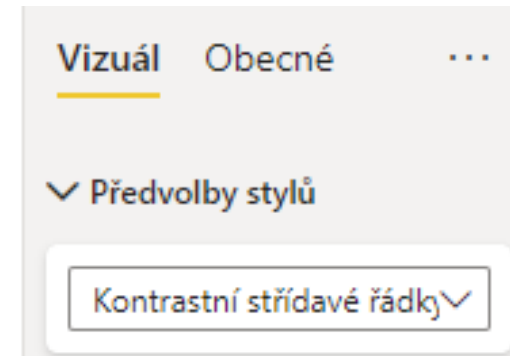 Vizuál Obecné ...
Předvolby stylů
Kontrastní střídavé řádky